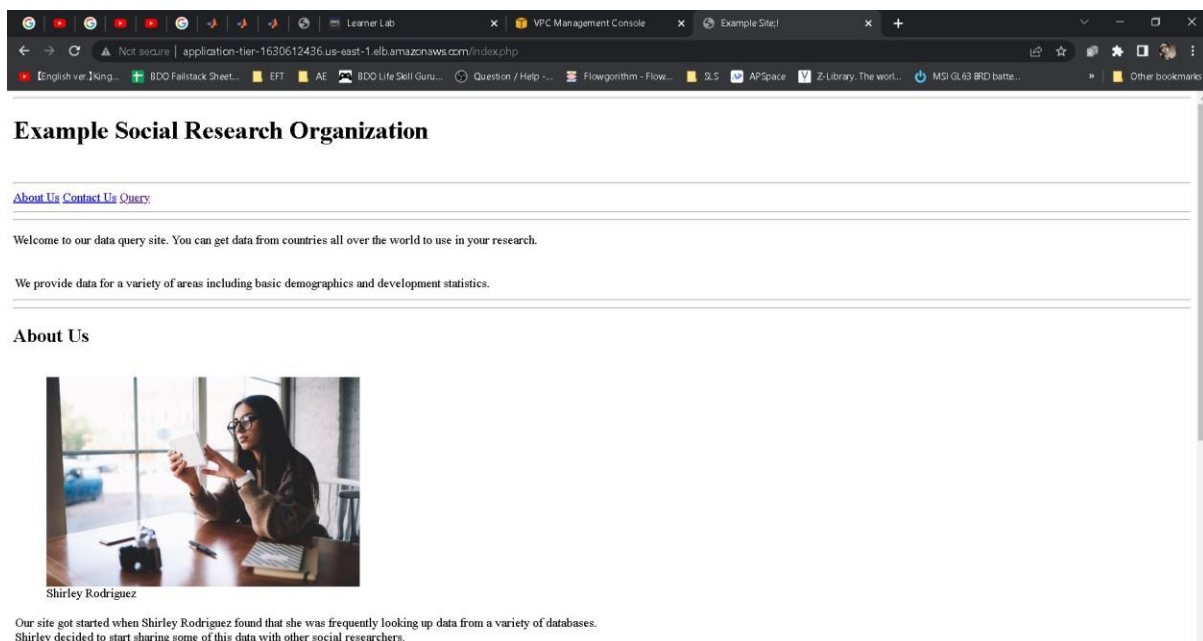 Learner Lab
VPC Management Console
Example Site;!
Not secure | application-tier-1630612436.us-east-1.elb.amazonaws.com/index.php
【English ver.】King...
BDO Failstack Sheet...
EFT
AE
BDO Life Skill Guru...
Question / Help -...
Flowgorithm - Flow...
SLS
APSpace
Z-Library. The worl...
MSI GL63 8RD batte...
»
Other bookmarks
Example Social Research Organization
About Us Contact Us Query
Welcome to our data query site. You can get data from countries all over the world to use in your research.
We provide data for a variety of areas including basic demographics and development statistics.
About Us
Shirley Rodriguez
Our site got started when Shirley Rodriguez found that she was frequently looking up data from a variety of databases.
Shirley decided to start sharing some of this data with other social researchers.